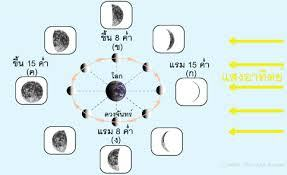 ขึ้น 8 ค่ำ
(ข)
ขึ้น 15 ค่ำ
(ค)
โลก
แรม 15 ค่ำ
(ก)
แสงอาทิตย์
ดวงจันทร์
แรม 8 ค่ำ
(ง)